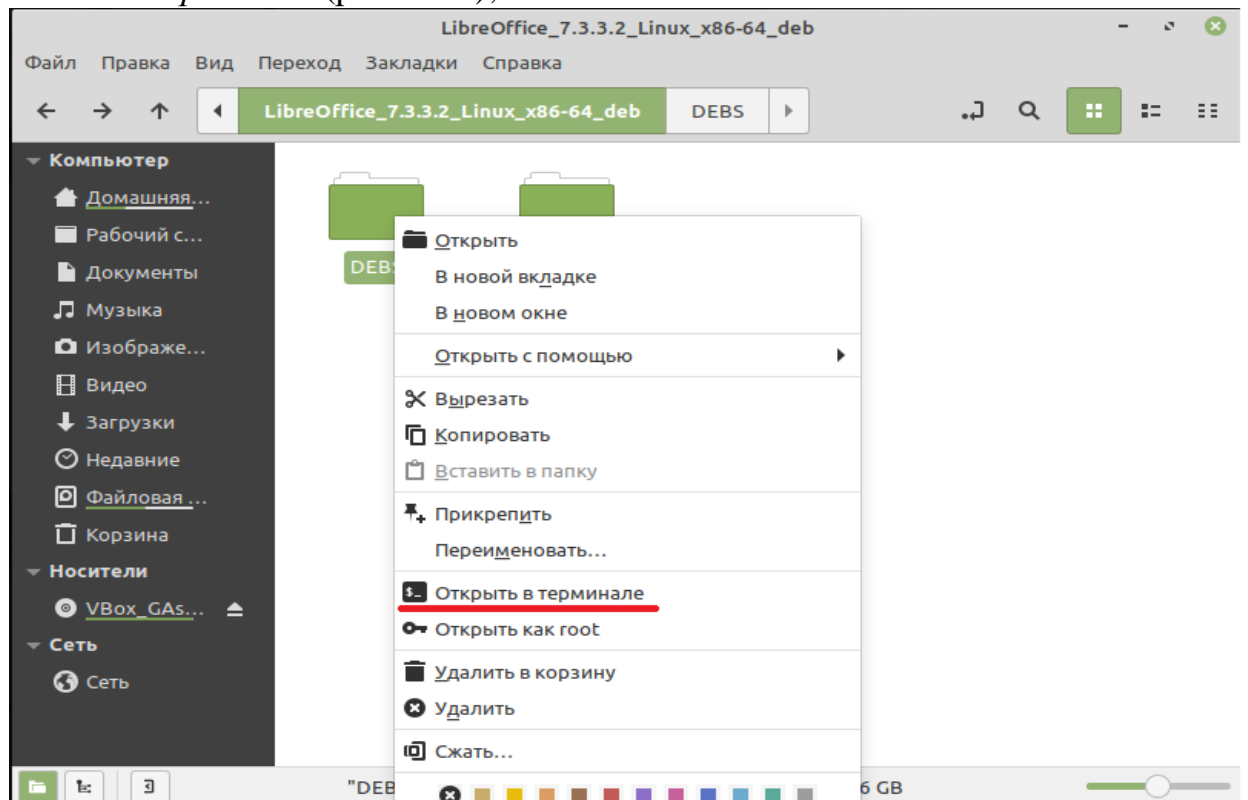 LibreOffice_7.3.3.2_Linux_x86-64_deb
Файл Правка Вид Переход Закладки Справка
LibreOffice_7.3.3.2_Linux_x86-64_deb DEBS
Компьютер
Домашняя...
Рабочий с...
Документы
Музыка
Изображе...
Видео
Загрузки
Недавние
Файловая ...
Корзина
Носители
VBox_GAs...
Сеть
Сеть
DEBS
Открыть
В новой вкладке
В новом окне
Открыть с помощью
Вырезать
Копировать
Вставить в папку
Прикрепить
Переименовать...
Открыть в терминале
Открыть как root
Удалить в корзину
Удалить
Сжать...
"DEB
6 GB